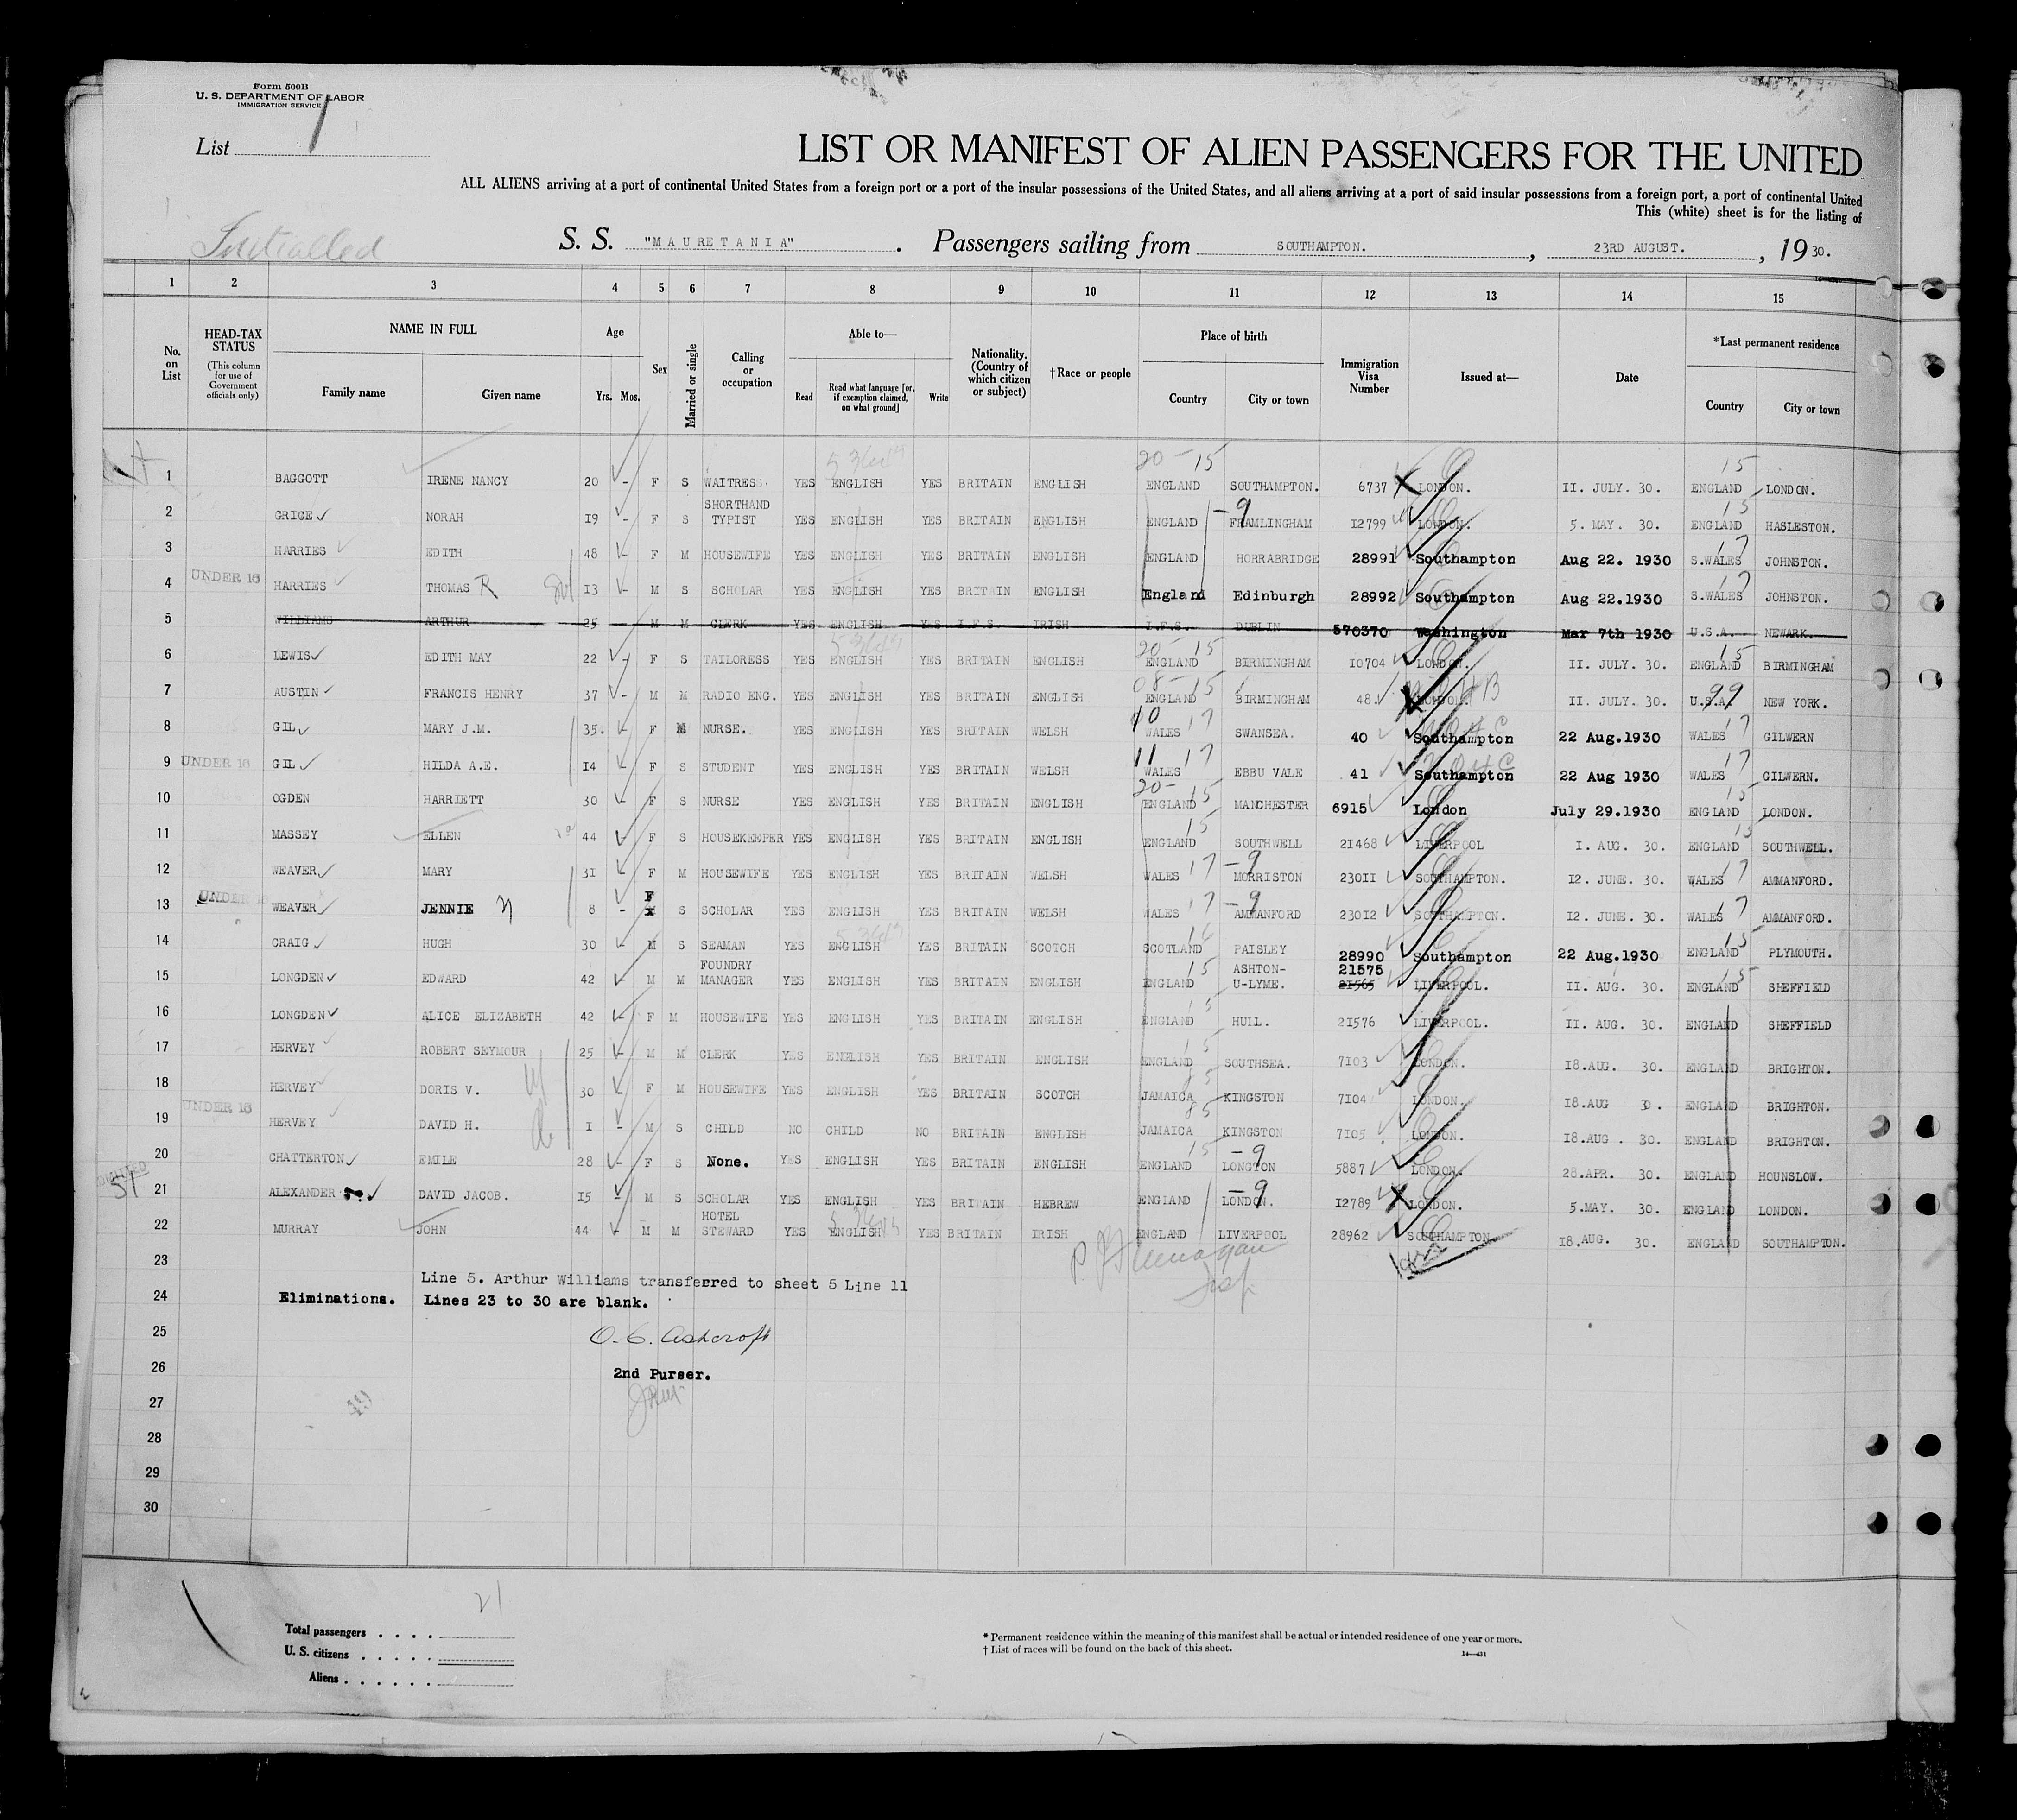 Form 500B
U. S. DEPARTMENT OF LABOR
IMMIGRATION SERVICE
List 1
LIST OR MANIFEST OF ALIEN PASSENGERS FOR THE UNITED
ALL ALIENS arriving at a port of continental United States from a foreign port or a port of the insular possessions of the United States, and all aliens arriving at a port of said insular possessions from a foreign port, a port of continental United
This (white) sheet is for the listing of
Initialled
S. S. "MAURETANIA". Passengers sailing from SOUTHAMPTON. , 23RD AUGUST. , 19 30.
1 2 3 4 5 6 7 8 9 10 11 12 13 14 15
No. on List HEAD-TAX STATUS (This column for use of Government officials only) NAME IN FULL Family name Given name Age Yrs. Mos. Sex Married or single Calling or occupation Able to— Read Read what language [or, if exemption claimed, on what ground] Write Nationality. (Country of which citizen or subject) †Race or people Place of birth Country City or town Immigration Visa Number Issued at— Date *Last permanent residence Country City or town
1 BAGGOTT IRENE NANCY 20 - F S WAITRESS. YES ENGLISH YES BRITAIN ENGLISH ENGLAND SOUTHAMPTON. 6737 LONDON. II. JULY. 30. ENGLAND LONDON.
2 GRICE NORAH 19 - F S SHORTHAND TYPIST YES ENGLISH YES BRITAIN ENGLISH ENGLAND FRAMLINGHAM 12799 LONDON. 5. MAY. 30. ENGLAND HASLESTON.
3 HARRIES EDITH 48 - F M HOUSEWIFE YES ENGLISH YES BRITAIN ENGLISH ENGLAND HORRABRIDGE 28991 Southampton Aug 22. 1930 S.WALES JOHNSTON.
4 UNDER 16 HARRIES THOMAS R 13 - M S SCHOLAR YES ENGLISH YES BRITAIN ENGLISH England Edinburgh 28992 Southampton Aug 22.1930 S.WALES JOHNSTON.
5 WILLIAMS ARTHUR 25 M M CLERK YES ENGLISH YES I.F.S. IRISH I.F.S. DUBLIN 570370 Washington Mar 7th 1930 U.S.A. NEWARK.
6 LEWIS EDITH MAY 22 - F S TAILORESS YES ENGLISH YES BRITAIN ENGLISH ENGLAND BIRMINGHAM 10704 LONDON. II. JULY. 30. ENGLAND BIRMINGHAM
7 AUSTIN FRANCIS HENRY 37 - M M RADIO ENG. YES ENGLISH YES BRITAIN ENGLISH ENGLAND BIRMINGHAM 48. LONDON. II. JULY. 30. U.S.A. NEW YORK.
8 GIL MARY J.M. 35. - F M NURSE. YES ENGLISH YES BRITAIN WELSH WALES SWANSEA. 40 Southampton 22 Aug.1930 WALES GILWERN
9 UNDER 16 GIL HILDA A.E. 14 - F S STUDENT YES ENGLISH YES BRITAIN WELSH WALES EBBU VALE 41 Southampton 22 Aug 1930 WALES GILWERN.
10 OGDEN HARRIETT 30 - F S NURSE YES ENGLISH YES BRITAIN ENGLISH ENGLAND MANCHESTER 6915 London July 29.1930 ENGLAND LONDON.
11 MASSEY ELLEN 44 - F S HOUSEKEEPER YES ENGLISH YES BRITAIN ENGLISH ENGLAND SOUTHWELL 21468 LIVERPOOL I. AUG. 30. ENGLAND SOUTHWELL.
12 WEAVER MARY 31 - F M HOUSEWIFE YES ENGLISH YES BRITAIN WELSH WALES MORRISTON 23011 SOUTHAMPTON. 12. JUNE. 30. WALES AMMANFORD.
13 UNDER WEAVER JENNIE 8 - F S SCHOLAR YES ENGLISH YES BRITAIN WELSH WALES AMMANFORD 23012 SOUTHAMPTON. 12. JUNE. 30. WALES AMMANFORD.
14 CRAIG HUGH 30 - M S SEAMAN YES ENGLISH YES BRITAIN SCOTCH SCOTLAND PAISLEY 28990 Southampton 22 Aug.1930 ENGLAND PLYMOUTH.
15 LONGDEN EDWARD 42 - M M FOUNDRY MANAGER YES ENGLISH YES BRITAIN ENGLISH ENGLAND ASHTON-U-LYME. 21575 21565 LIVERPOOL. II. AUG. 30. ENGLAND SHEFFIELD
16 LONGDEN ALICE ELIZABETH 42 - F M HOUSEWIFE YES ENGLISH YES BRITAIN ENGLISH ENGLAND HULL. 21576 LIVERPOOL. II. AUG. 30. ENGLAND SHEFFIELD
17 HERVEY ROBERT SEYMOUR 25 - M M CLERK YES ENGLISH YES BRITAIN ENGLISH ENGLAND SOUTHSEA. 7103 LONDON. 18.AUG. 30. ENGLAND BRIGHTON.
18 HERVEY DORIS V. 30 F M HOUSEWIFE YES ENGLISH YES BRITAIN SCOTCH JAMAICA KINGSTON 7104 LONDON. 18.AUG 30. ENGLAND BRIGHTON.
19 UNDER 16 HERVEY DAVID H. I - M S CHILD NO CHILD NO BRITAIN ENGLISH JAMAICA KINGSTON 7105 LONDON. 18.AUG. 30. ENGLAND BRIGHTON.
20 CHATTERTON EMILE 28 - F S None. YES ENGLISH YES BRITAIN ENGLISH ENGLAND LONGTON 5887 LONDON. 28.APR. 30. ENGLAND HOUNSLOW.
21 ALEXANDER DAVID JACOB. 15 - M S SCHOLAR YES ENGLISH YES BRITAIN HEBREW ENGLAND LONDON. 12789 LONDON. 5.MAY. 30. ENGLAND LONDON.
22 MURRAY JOHN 44 - M M HOTEL STEWARD YES ENGLISH YES BRITAIN IRISH ENGLAND LIVERPOOL 28962 SOUTHAMPTON 18.AUG. 30. ENGLAND SOUTHAMPTON.
23
Line 5. Arthur Williams transferred to sheet 5 Line 11
24 Eliminations. Lines 23 to 30 are blank.
25 O. C. Ashcroft
26 2nd Purser.
27
28
29
30
21
Total passengers . . . .
U. S. citizens . . . . .
Aliens . . . . . .
* Permanent residence within the meaning of this manifest shall be actual or intended residence of one year or more.
† List of races will be found on the back of this sheet.
14—431